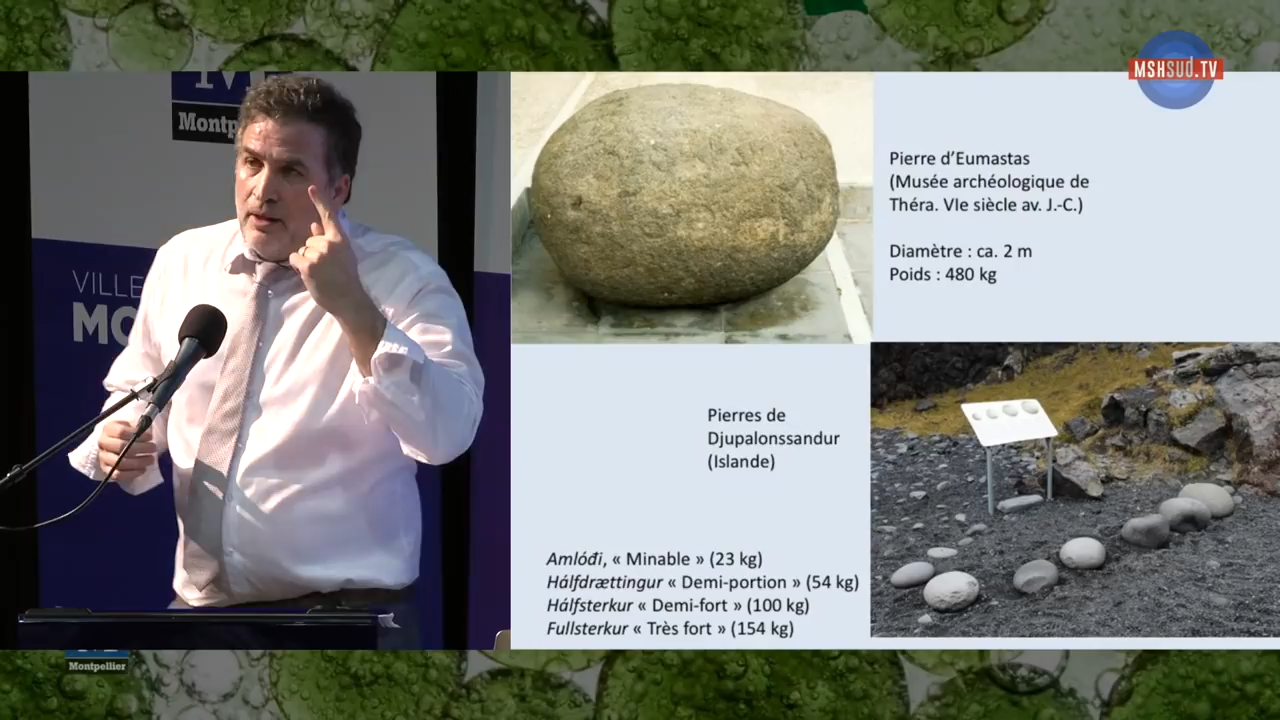 MSHSUD.TV
Montp
VILLE
MO
Pierre d’Eumastas
(Musée archéologique de
Théra. VIe siècle av. J.-C.)
Diamètre : ca. 2 m
Poids : 480 kg
Pierres de
Djupalonssandur
(Islande)
Amlóđi, « Minable » (23 kg)
Hálfdrættingur « Demi-portion » (54 kg)
Hálfsterkur « Demi-fort » (100 kg)
Fullsterkur « Très fort » (154 kg)
Montpellier